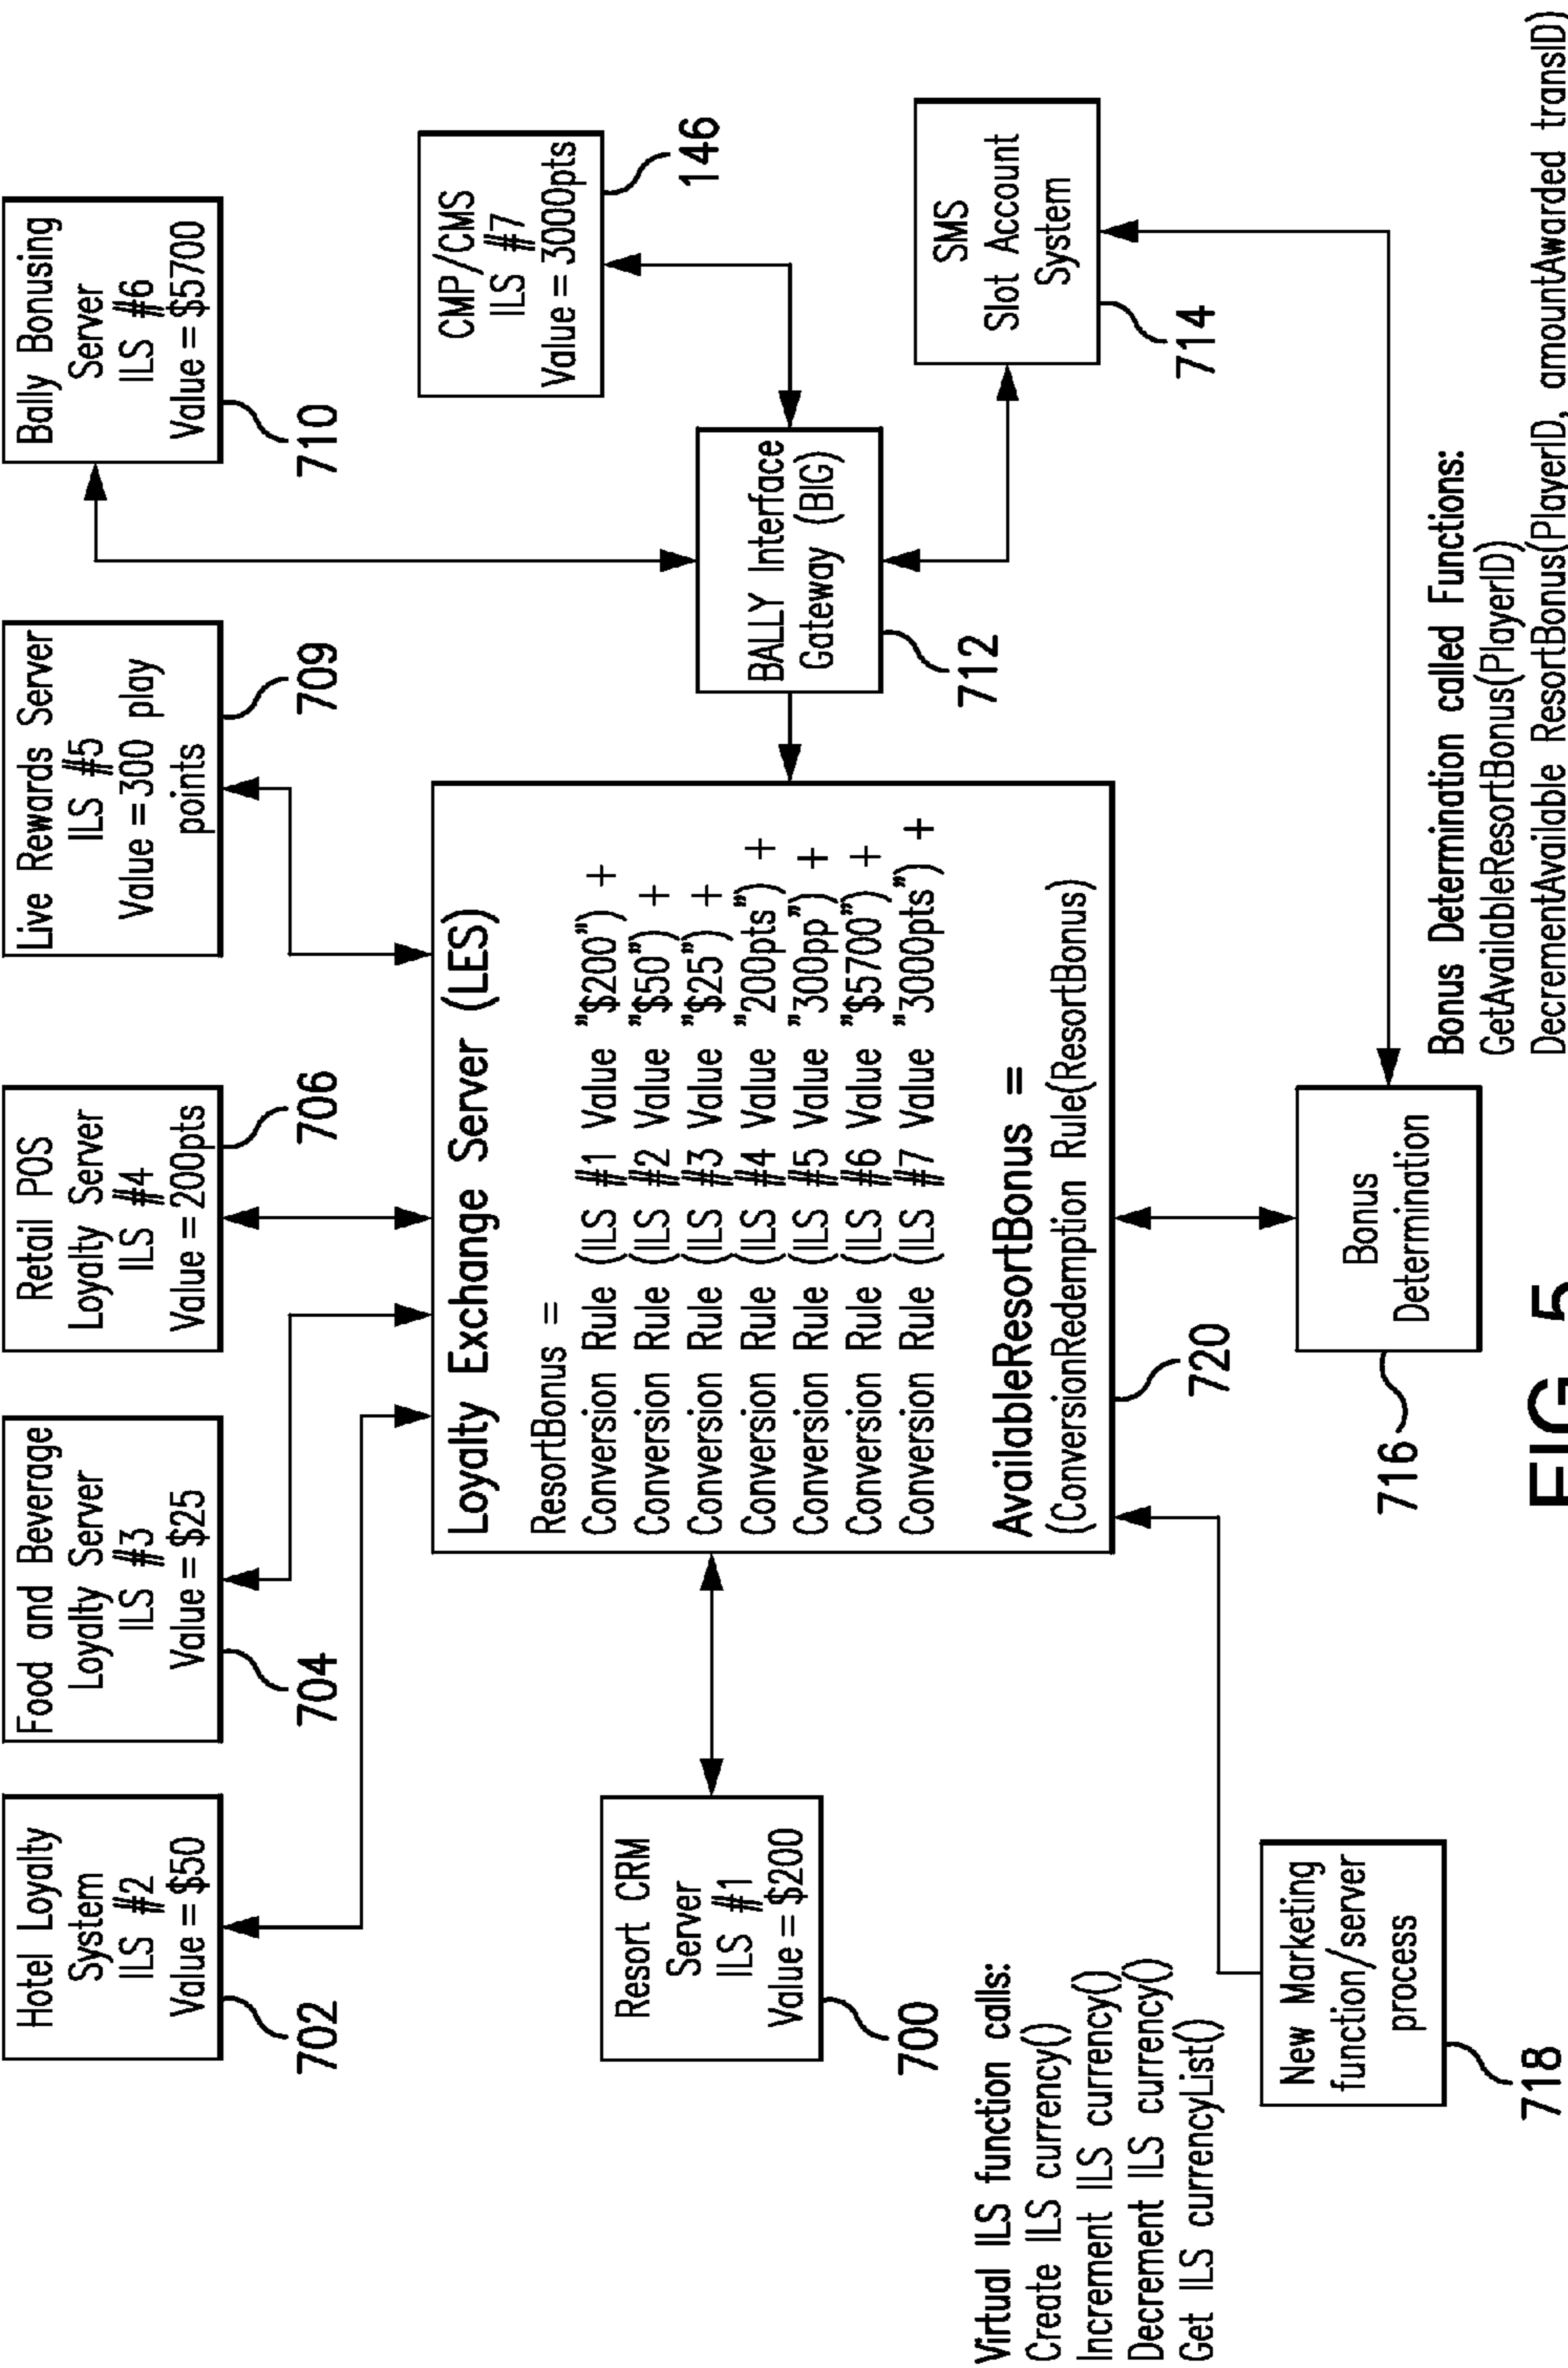 Hotel Loyalty
System
ILS #2
Value = $50
702
Food and Beverage
Loyalty Server
ILS #3
Value = $25
704
Retail POS
Loyalty Server
ILS #4
Value = 200pts
706
Live Rewards Server
ILS #5
Value = 300 play
points
709
Bally Bonusing
Server
ILS #6
Value = $5700
710
CMP/CMS
ILS #7
Value = 3000pts
146
Resort CRM
Server
ILS #1
Value = $200
700
Loyalty Exchange Server (LES)
ResortBonus =
Conversion Rule (ILS #1 Value "$200") +
Conversion Rule (ILS #2 Value "$50") +
Conversion Rule (ILS #3 Value "$25") +
Conversion Rule (ILS #4 Value "200pts") +
Conversion Rule (ILS #5 Value "300pp") +
Conversion Rule (ILS #6 Value "$5700") +
Conversion Rule (ILS #7 Value "3000pts") +
AvailableResortBonus =
(ConversionRedemption Rule(ResortBonus)
720
BALLY Interface
Gateway (BIG)
712
SMS
Slot Account
System
714
Virtual ILS function calls:
Create ILS currency()
Increment ILS currency()
Decrement ILS currency()
Get ILS currencyList()
New Marketing
function/server
process
718
Bonus
Determination
716
Bonus Determination called Functions:
GetAvailableResortBonus(PlayerID)
DecrementAvailable ResortBonus(PlayerID, amountAwarded transID)
FIG.5